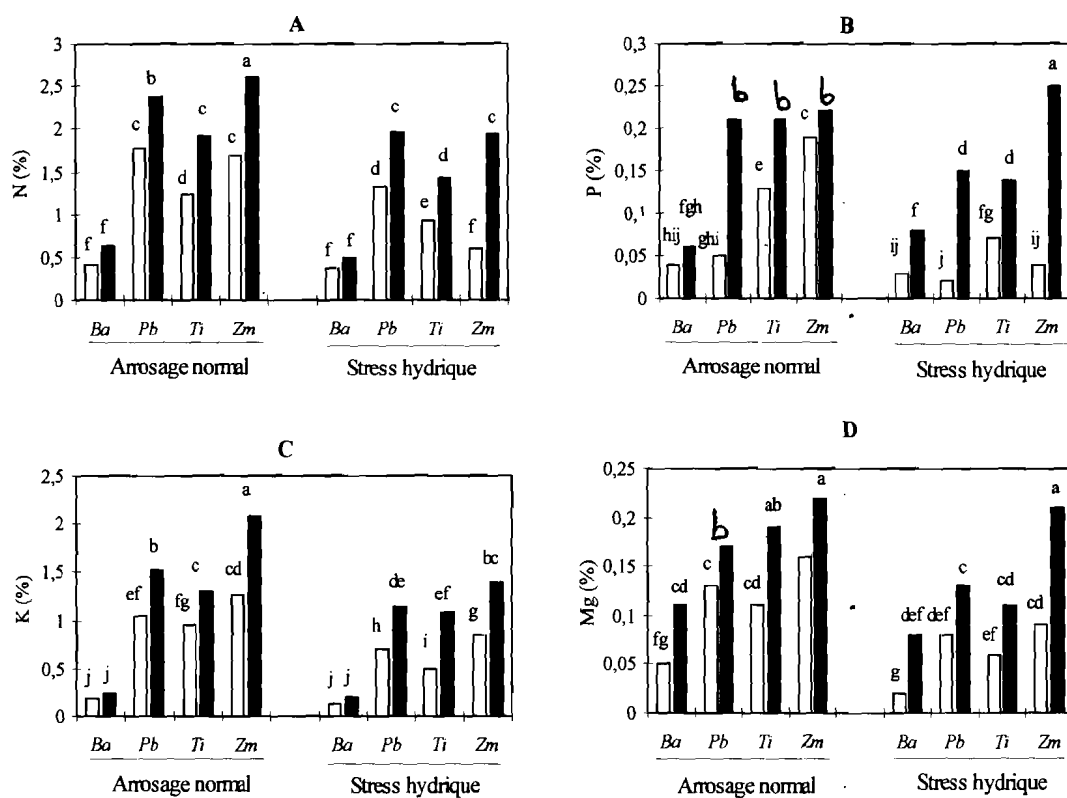 A
N (%)
3
2,5
2
1,5
1
0,5
0
f f c b d c c a
f f d c e d f c
Ba Pb Ti Zm Ba Pb Ti Zm
Arrosage normal Stress hydrique
B
P (%)
0,3
0,25
0,2
0,15
0,1
0,05
0
hij fgh ghi b e b c b
ij f j d fg d ij a
Ba Pb Ti Zm Ba Pb Ti Zm
Arrosage normal Stress hydrique
C
K (%)
2,5
2
1,5
1
0,5
0
j j ef b fg c cd a
j j h de i ef g bc
Ba Pb Ti Zm Ba Pb Ti Zm
Arrosage normal Stress hydrique
D
Mg (%)
0,25
0,2
0,15
0,1
0,05
0
fg cd c b cd ab a
g def def c ef cd cd a
Ba Pb Ti Zm Ba Pb Ti Zm
Arrosage normal Stress hydrique